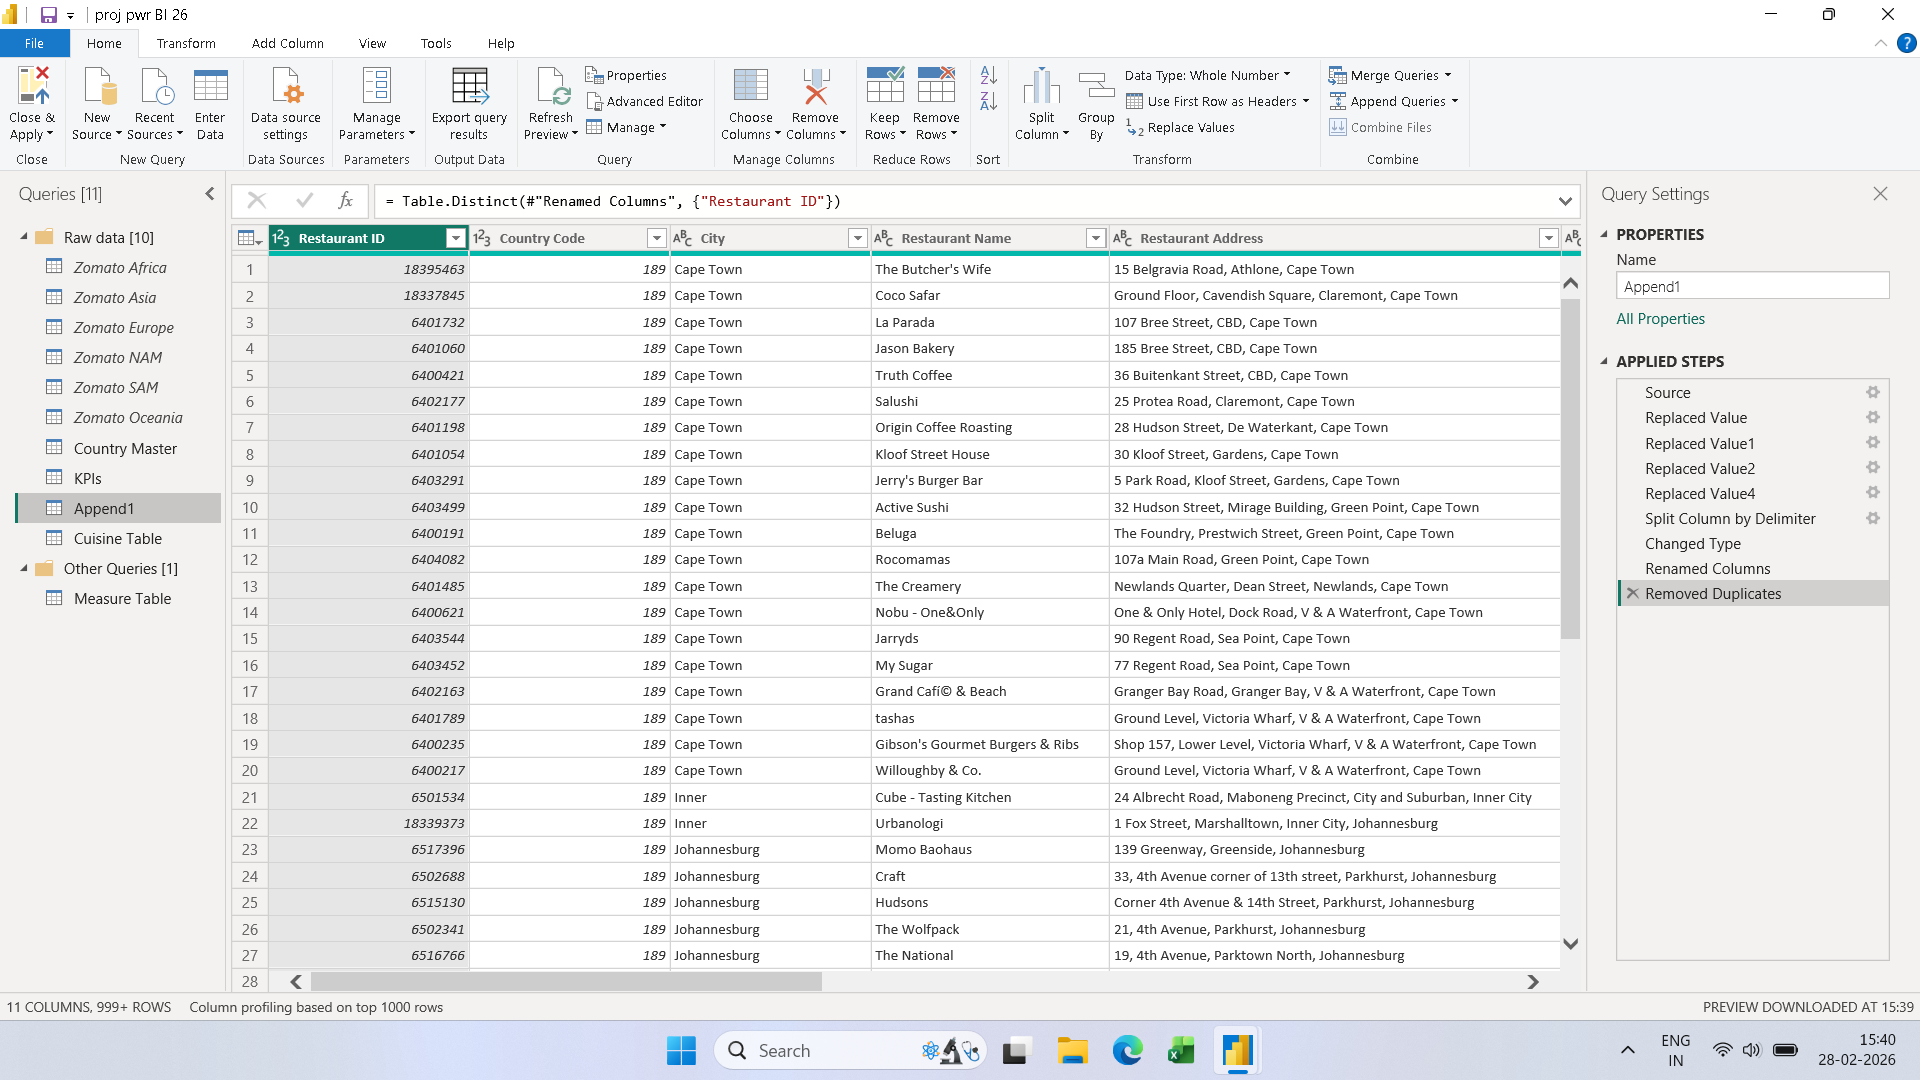 proj pwr BI 26
File Home Transform Add Column View Tools Help
Close & Apply
New Source
Recent Sources
Enter Data
Data source settings
Manage Parameters
Export query results
Refresh Preview
Properties
Advanced Editor
Manage
Choose Columns
Remove Columns
Keep Rows
Remove Rows
Split Column
Group By
Data Type: Whole Number
Use First Row as Headers
Replace Values
Merge Queries
Append Queries
Combine Files
Close New Query Data Sources Parameters Output Data Query Manage Columns Reduce Rows Sort Transform Combine
Queries [11]
Raw data [10]
Zomato Africa
Zomato Asia
Zomato Europe
Zomato NAM
Zomato SAM
Zomato Oceania
Country Master
KPIs
Append1
Cuisine Table
Other Queries [1]
Measure Table
fx = Table.Distinct(#"Renamed Columns", {"Restaurant ID"})
Restaurant ID Country Code City Restaurant Name Restaurant Address
1 18395463 189 Cape Town The Butcher's Wife 15 Belgravia Road, Athlone, Cape Town
2 18337845 189 Cape Town Coco Safar Ground Floor, Cavendish Square, Claremont, Cape Town
3 6401732 189 Cape Town La Parada 107 Bree Street, CBD, Cape Town
4 6401060 189 Cape Town Jason Bakery 185 Bree Street, CBD, Cape Town
5 6400421 189 Cape Town Truth Coffee 36 Buitenkant Street, CBD, Cape Town
6 6402177 189 Cape Town Salushi 25 Protea Road, Claremont, Cape Town
7 6401198 189 Cape Town Origin Coffee Roasting 28 Hudson Street, De Waterkant, Cape Town
8 6401054 189 Cape Town Kloof Street House 30 Kloof Street, Gardens, Cape Town
9 6403291 189 Cape Town Jerry's Burger Bar 5 Park Road, Kloof Street, Gardens, Cape Town
10 6403499 189 Cape Town Active Sushi 32 Hudson Street, Mirage Building, Green Point, Cape Town
11 6400191 189 Cape Town Beluga The Foundry, Prestwich Street, Green Point, Cape Town
12 6404082 189 Cape Town Rocomamas 107a Main Road, Green Point, Cape Town
13 6401485 189 Cape Town The Creamery Newlands Quarter, Dean Street, Newlands, Cape Town
14 6400621 189 Cape Town Nobu - One&Only One & Only Hotel, Dock Road, V & A Waterfront, Cape Town
15 6403544 189 Cape Town Jarryds 90 Regent Road, Sea Point, Cape Town
16 6403452 189 Cape Town My Sugar 77 Regent Road, Sea Point, Cape Town
17 6402163 189 Cape Town Grand Cafí© & Beach Granger Bay Road, Granger Bay, V & A Waterfront, Cape Town
18 6401789 189 Cape Town tashas Ground Level, Victoria Wharf, V & A Waterfront, Cape Town
19 6400235 189 Cape Town Gibson's Gourmet Burgers & Ribs Shop 157, Lower Level, Victoria Wharf, V & A Waterfront, Cape Town
20 6400217 189 Cape Town Willoughby & Co. Ground Level, Victoria Wharf, V & A Waterfront, Cape Town
21 6501534 189 Inner Cube - Tasting Kitchen 24 Albrecht Road, Maboneng Precinct, City and Suburban, Inner City
22 18339373 189 Inner Urbanologi 1 Fox Street, Marshalltown, Inner City, Johannesburg
23 6517396 189 Johannesburg Momo Baohaus 139 Greenway, Greenside, Johannesburg
24 6502688 189 Johannesburg Craft 33, 4th Avenue corner of 13th street, Parkhurst, Johannesburg
25 6515130 189 Johannesburg Hudsons Corner 4th Avenue & 14th Street, Parkhurst, Johannesburg
26 6502341 189 Johannesburg The Wolfpack 21, 4th Avenue, Parkhurst, Johannesburg
27 6516766 189 Johannesburg The National 19, 4th Avenue, Parktown North, Johannesburg
28
Query Settings
PROPERTIES
Name
Append1
All Properties
APPLIED STEPS
Source
Replaced Value
Replaced Value1
Replaced Value2
Replaced Value4
Split Column by Delimiter
Changed Type
Renamed Columns
Removed Duplicates
11 COLUMNS, 999+ ROWS Column profiling based on top 1000 rows PREVIEW DOWNLOADED AT 15:39
Search
ENG
IN
15:40
28-02-2026